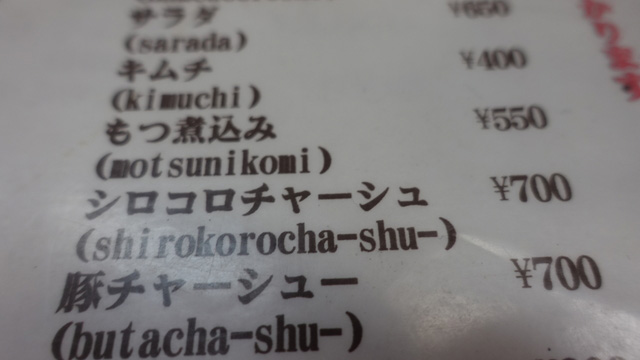 サラダ ¥650
(sarada)
キムチ ¥400
(kimuchi)
もつ煮込み ¥550
(motsunikomi)
シロコロチャーシュ ¥700
(shirokorocha-shu-)
豚チャーシュー ¥700
(butacha-shu-)